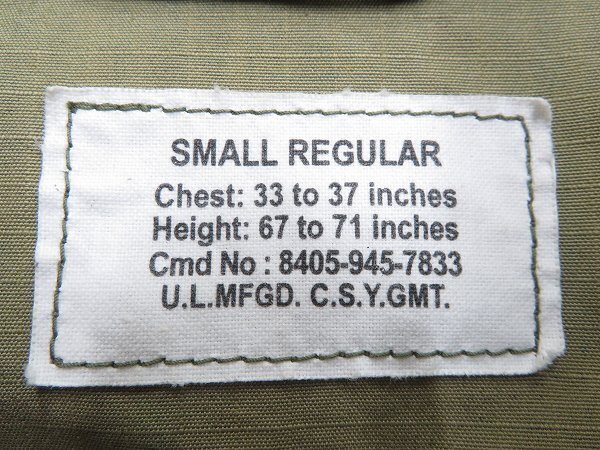 SMALL REGULAR
Chest: 33 to 37 inches
Height: 67 to 71 inches
Cmd No : 8405-945-7833
U.L.MFGD. C.S.Y.GMT.